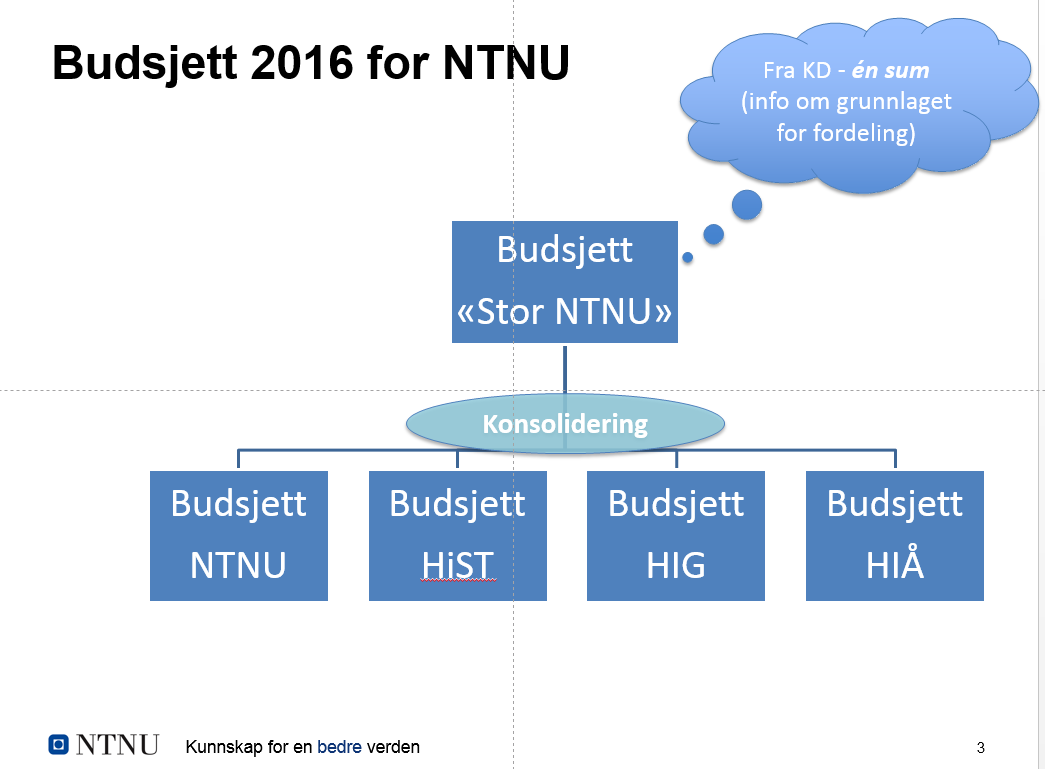 Budsjett 2016 for NTNU
Fra KD - én sum
(info om grunnlaget
for fordeling)
Budsjett
«Stor NTNU»
Konsolidering
Budsjett
NTNU
Budsjett
HiST
Budsjett
HIG
Budsjett
HIÅ
NTNU
Kunnskap for en bedre verden
3